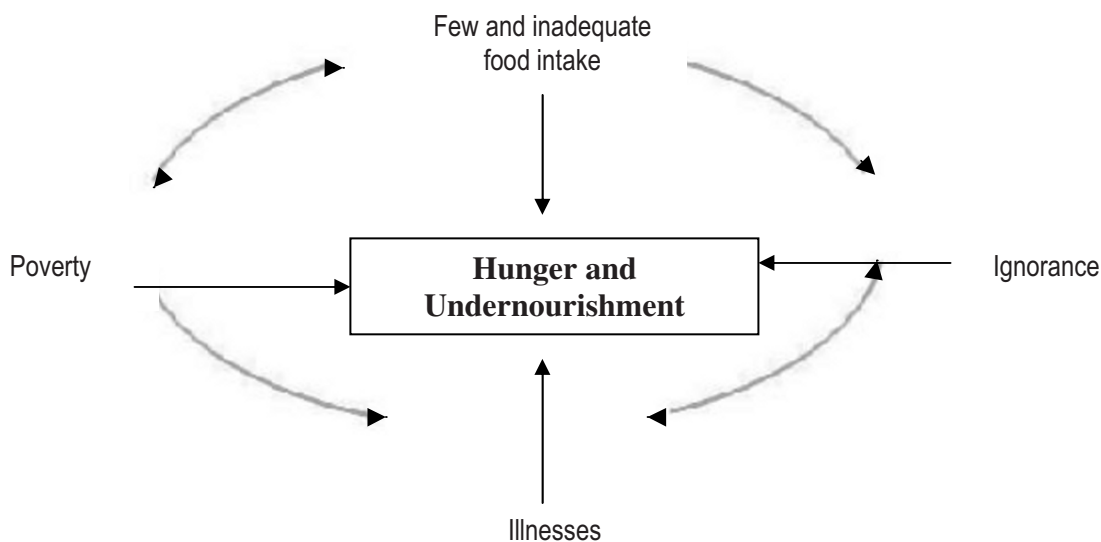 Few and inadequate
food intake
Poverty
Hunger and
Undernourishment
Ignorance
Illnesses